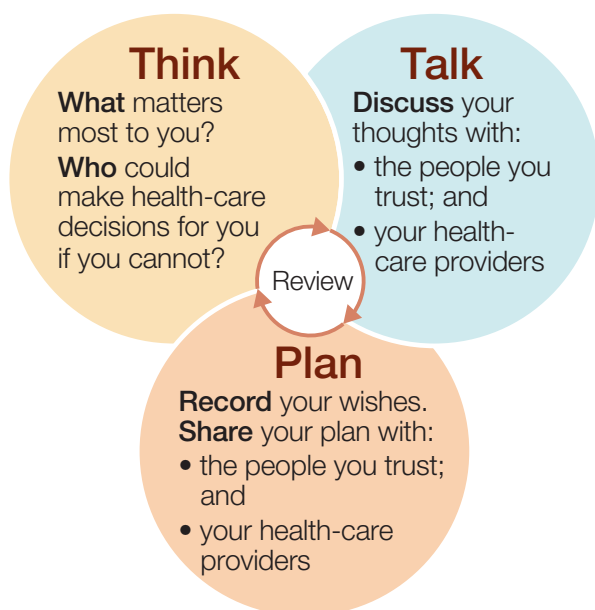 Think
What matters
most to you?
Who could
make health-care
decisions for you
if you cannot?
Talk
Discuss your
thoughts with:
• the people you
trust; and
• your health-
care providers
Review
Plan
Record your wishes.
Share your plan with:
• the people you trust;
and
• your health-care
providers